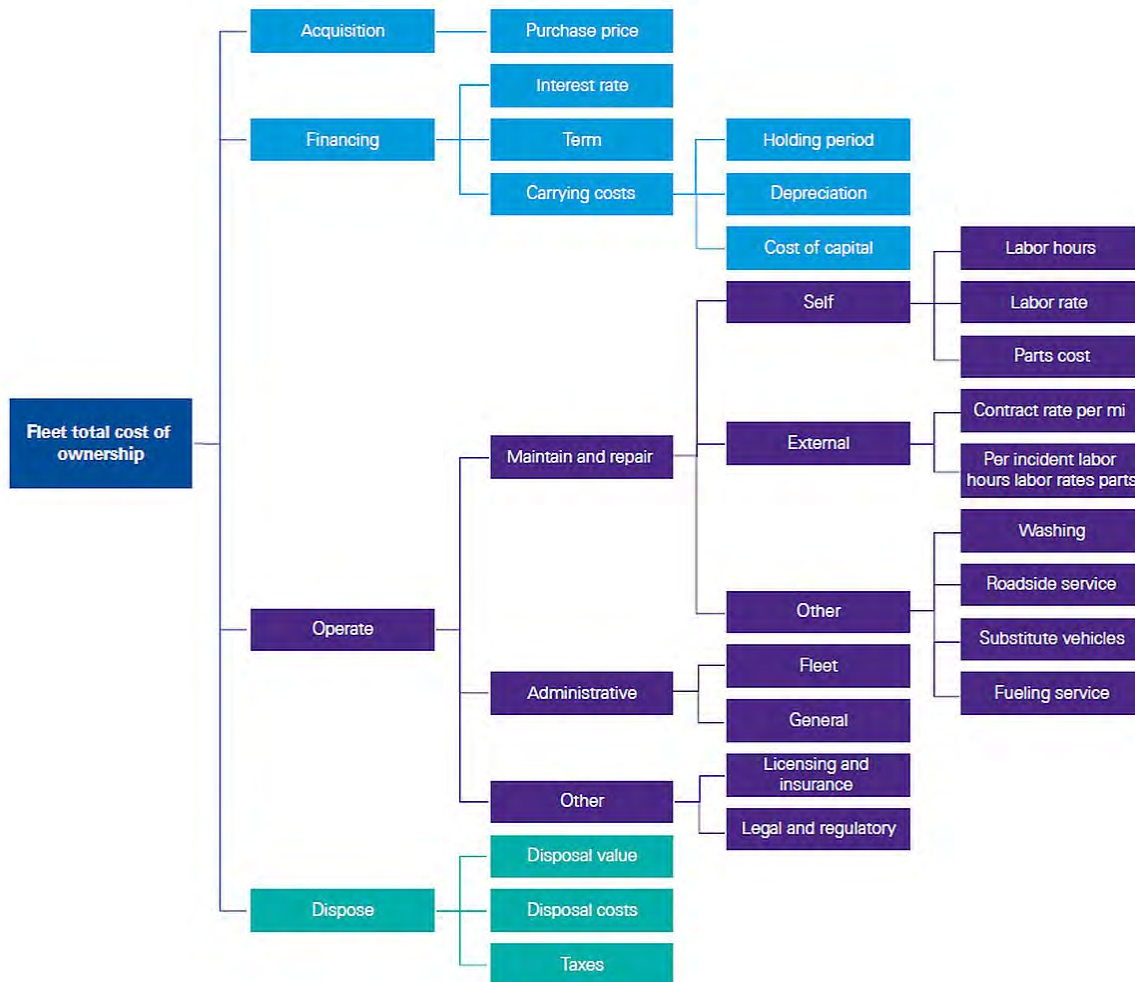 Acquisition
Purchase price
Interest rate
Financing
Term
Holding period
Carrying costs
Depreciation
Cost of capital
Labor hours
Self
Labor rate
Parts cost
Fleet total cost of
ownership
Contract rate per mi
Maintain and repair
External
Per incident labor
hours labor rates parts
Washing
Other
Roadside service
Operate
Substitute vehicles
Fleet
Administrative
Fueling service
General
Licensing and
insurance
Other
Legal and regulatory
Disposal value
Dispose
Disposal costs
Taxes